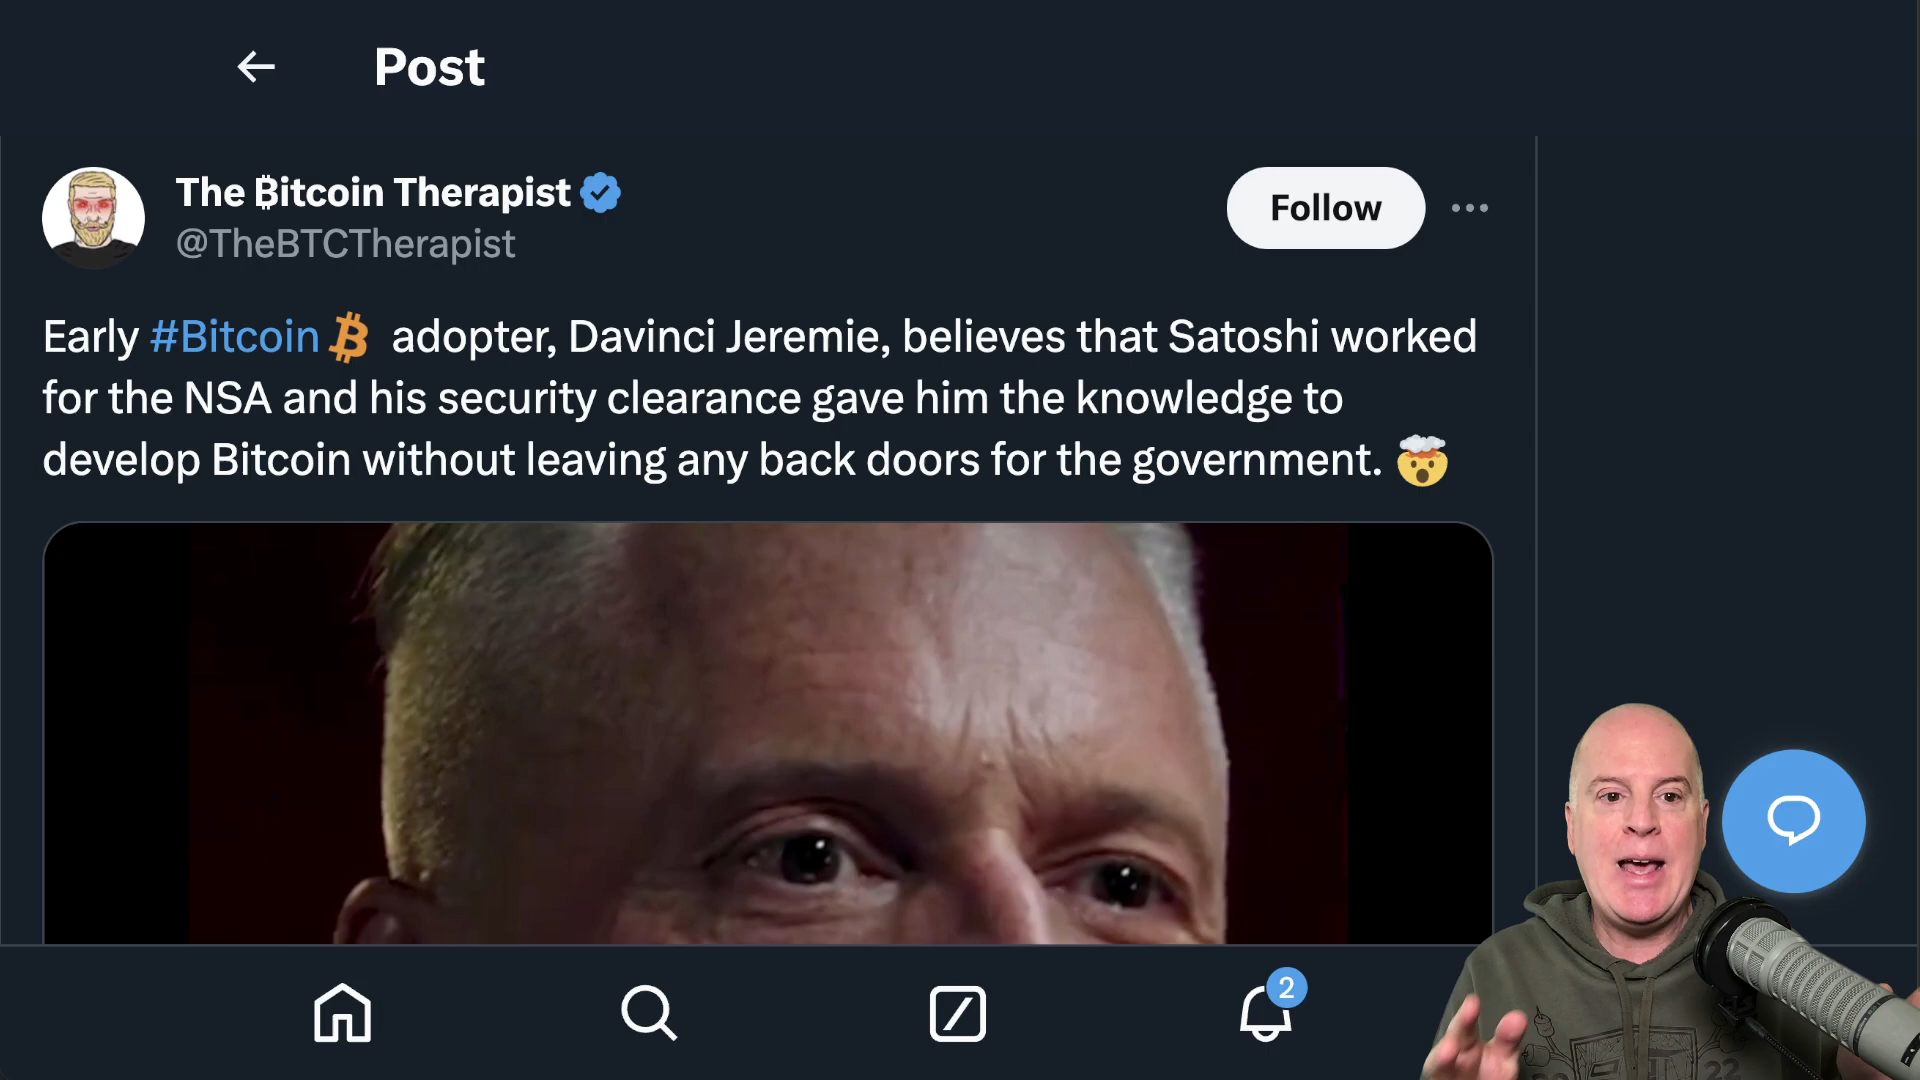 Post
The ₿itcoin Therapist
@TheBTCTherapist
Follow
Early #Bitcoin adopter, Davinci Jeremie, believes that Satoshi worked
for the NSA and his security clearance gave him the knowledge to
develop Bitcoin without leaving any back doors for the government. 🤯
2
22